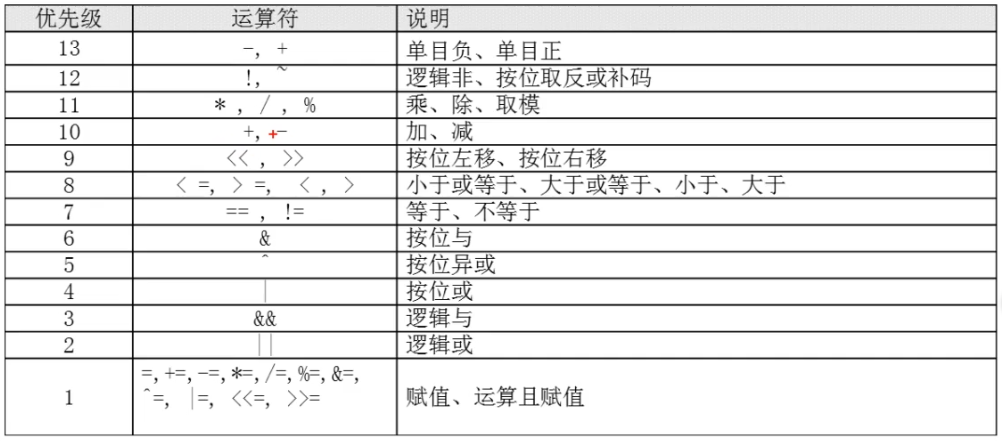 优先级 运算符 说明
13 -, + 单目负、单目正
12 !, ~ 逻辑非、按位取反或补码
11 * , / , % 乘、除、取模
10 +, - 加、减
9 << , >> 按位左移、按位右移
8 < =, > =, < , > 小于或等于、大于或等于、小于、大于
7 == , != 等于、不等于
6 & 按位与
5 ^ 按位异或
4 | 按位或
3 && 逻辑与
2 || 逻辑或
1 =,+=,-=,*=,/=,%=,&=, 赋值、运算且赋值
^=, |=, <<=, >>=